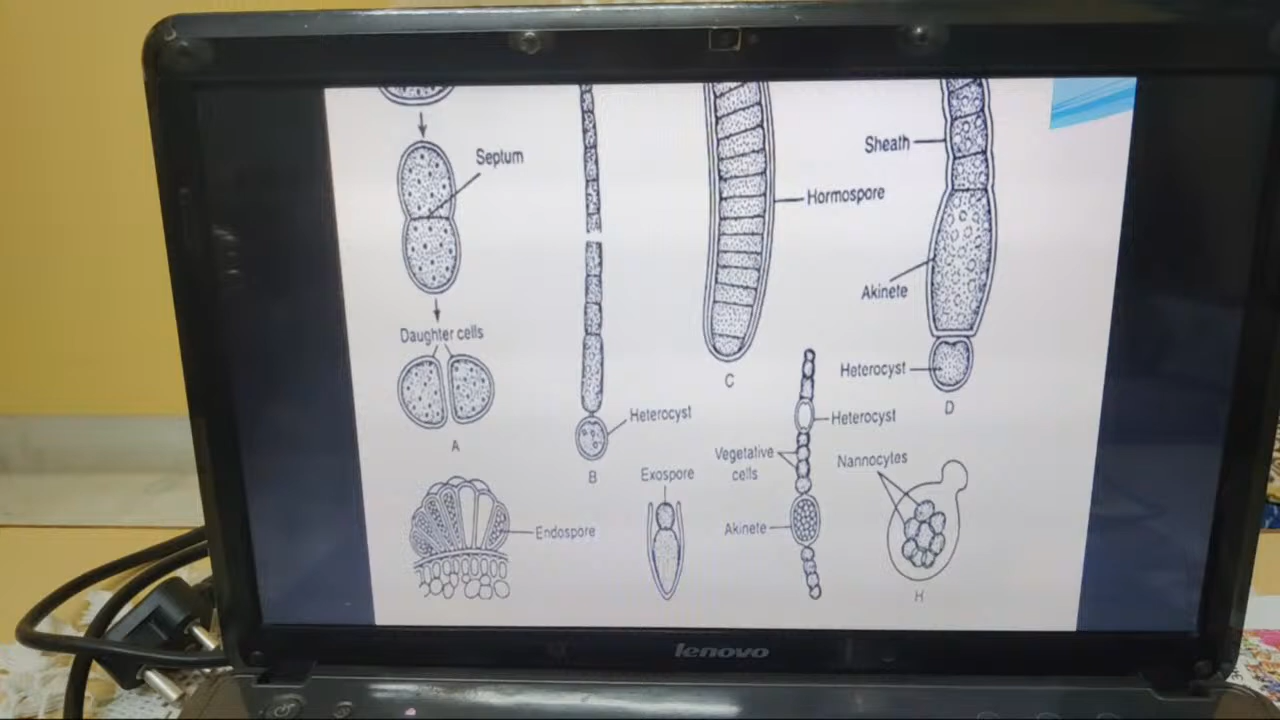 Septum
Daughter cells
A
Heterocyst
B
Hormospore
C
Sheath
Akinete
Heterocyst
D
Endospore
Exospore
Heterocyst
Vegetative
cells
Akinete
Nannocytes
H
lenovo